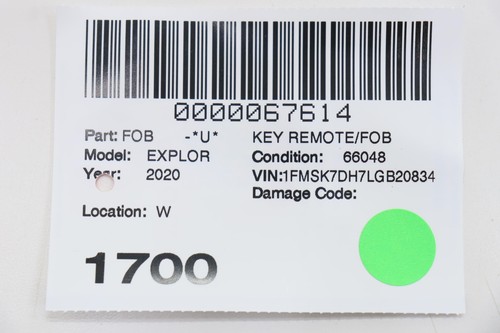 0000067614
Part: FOB -*U* KEY REMOTE/FOB
Model: EXPLOR Condition: 66048
Year: 2020 VIN:1FMSK7DH7LGB20834
Damage Code:
Location: W
1700